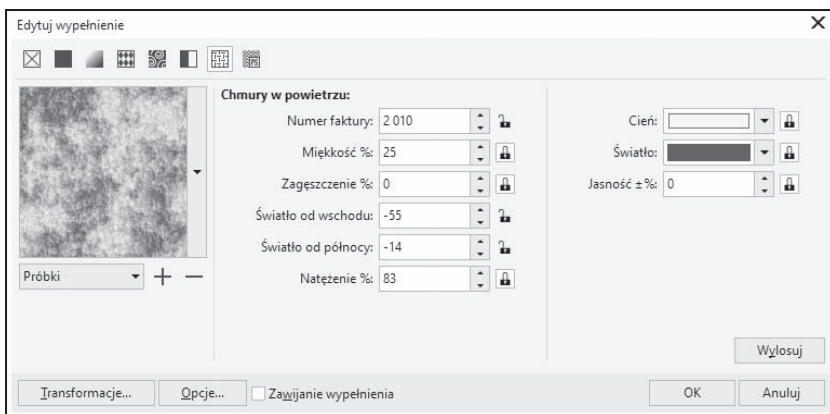 Edytuj wypełnienie
Chmury w powietrzu:
Numer faktury: 2 010
Miękkość %: 25
Zagęszczenie %: 0
Światło od wschodu: -55
Światło od północy: -14
Natężenie %: 83
Cień:
Światło:
Jasność ±%: 0
Próbki
Wylosuj
Transformacje...
Opcje...
Zawijanie wypełnienia
OK
Anuluj